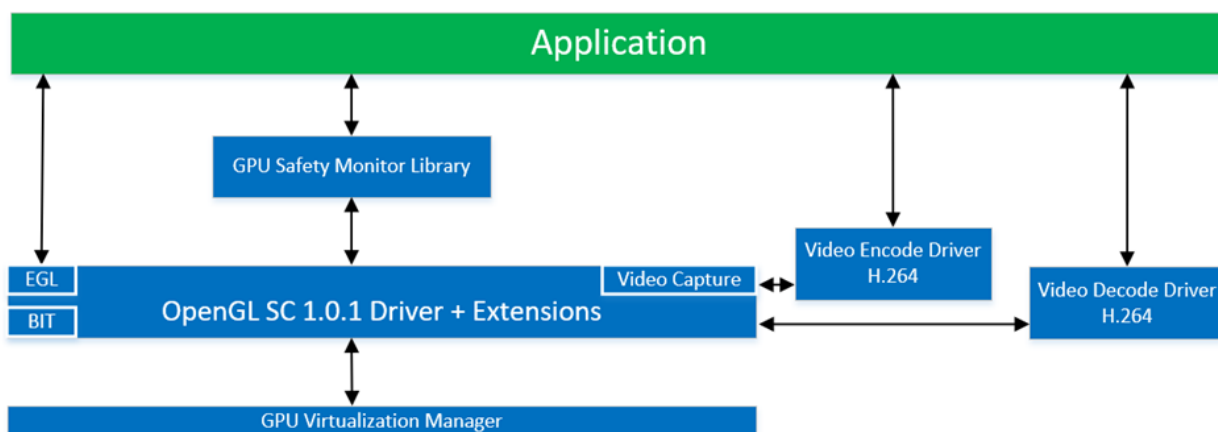 Application
GPU Safety Monitor Library
EGL
Video Capture
Video Encode Driver
H.264
OpenGL SC 1.0.1 Driver + Extensions
BIT
Video Decode Driver
H.264
GPU Virtualization Manager